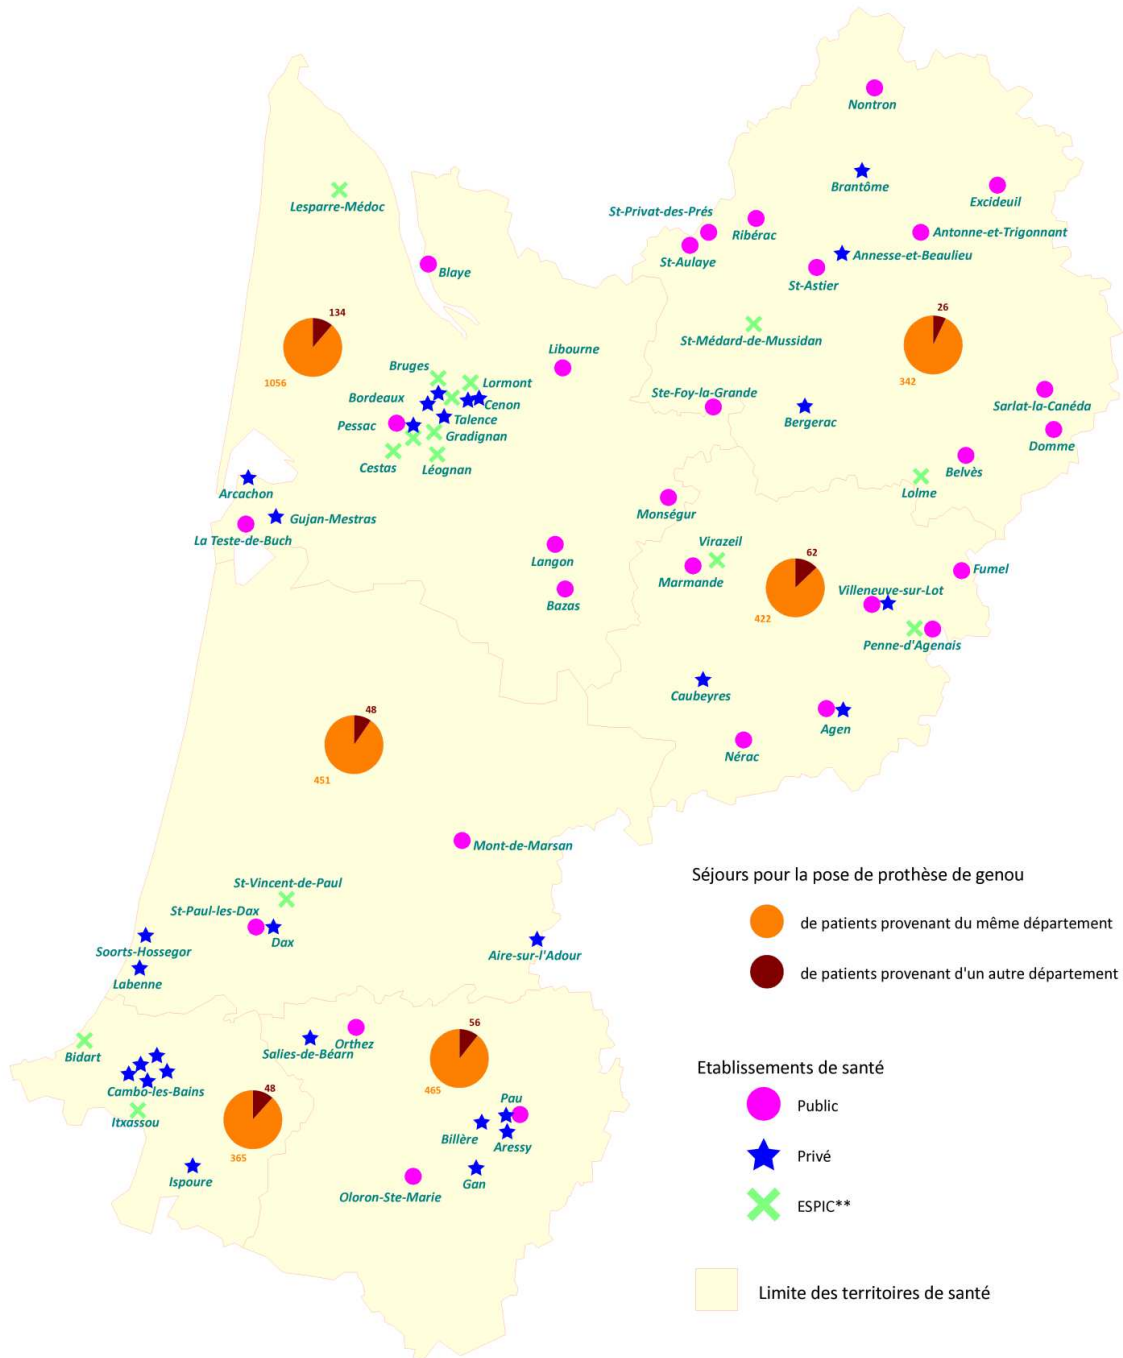 Nontron
Brantôme
Excideuil
Lesparre-Médoc
St-Privat-des-Prés
Ribérac
Antonne-et-Trigonnant
St-Aulaye
Annesse-et-Beaulieu
Blaye
St-Astier
134
26
St-Médard-de-Mussidan
Libourne
Bruges
1056
342
Lormont
Bordeaux
Cenon
Ste-Foy-la-Grande
Sarlat-la-Canéda
Talence
Pessac
Bergerac
Gradignan
Domme
Cestas
Léognan
Belvès
Arcachon
Lolme
Monségur
Gujan-Mestras
La Teste-de-Buch
Virazeil
Langon
62
Fumel
Marmande
Villeneuve-sur-Lot
Bazas
422
Penne-d'Agenais
Caubeyres
48
Agen
Nérac
451
Mont-de-Marsan
Séjours pour la pose de prothèse de genou
St-Vincent-de-Paul
St-Paul-les-Dax
de patients provenant du même département
Dax
Soorts-Hossegor
Aire-sur-l'Adour
de patients provenant d'un autre département
Labenne
56
Orthez
Bidart
Salies-de-Béarn
Etablissements de santé
48
465
Cambo-les-Bains
Pau
Public
Itxassou
Billère
Aressy
365
Privé
Ispoure
Gan
Oloron-Ste-Marie
ESPIC**
Limite des territoires de santé